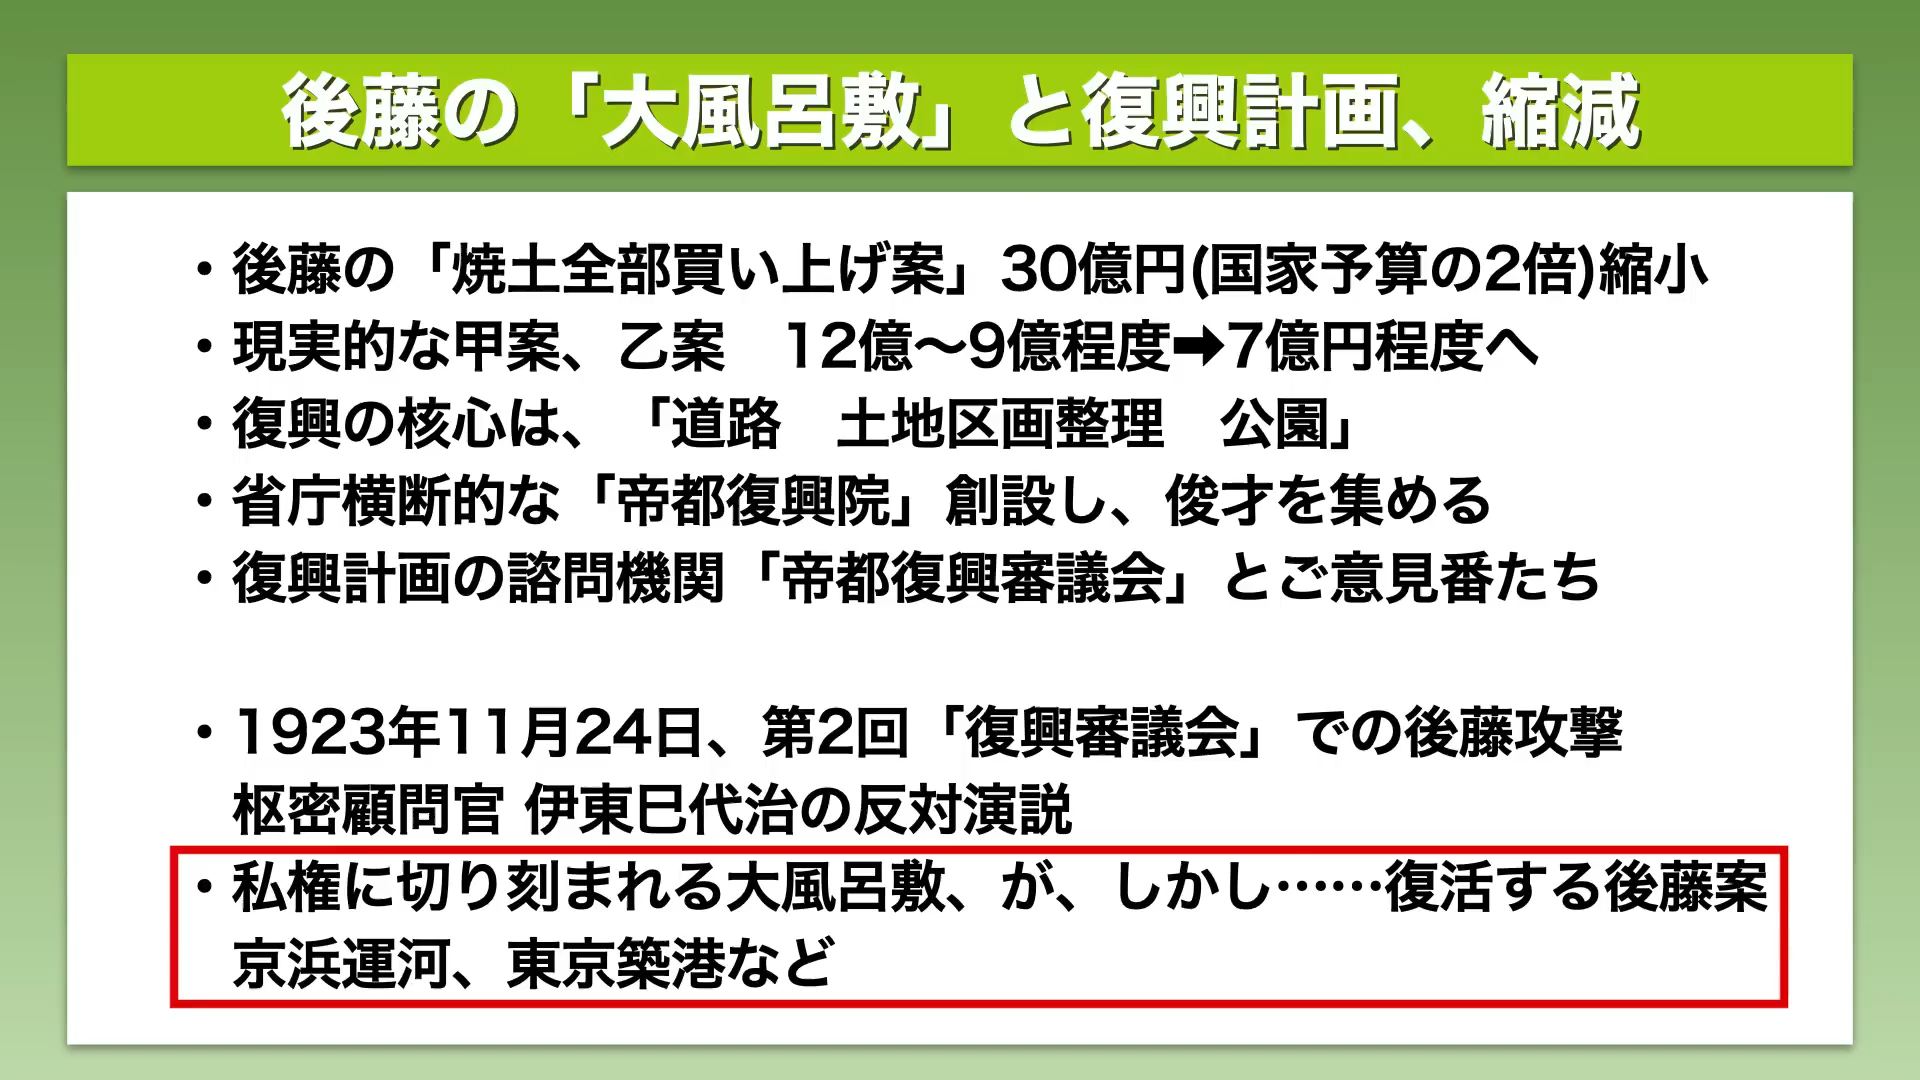 後藤の「大風呂敷」と復興計画、縮減
・後藤の「焼土全部買い上げ案」30億円(国家予算の2倍)縮小
・現実的な甲案、乙案　12億〜9億程度➡7億円程度へ
・復興の核心は、「道路　土地区画整理　公園」
・省庁横断的な「帝都復興院」創設し、俊才を集める
・復興計画の諮問機関「帝都復興審議会」とご意見番たち
・1923年11月24日、第2回「復興審議会」での後藤攻撃
枢密顧問官 伊東巳代治の反対演説
・私権に切り刻まれる大風呂敷、が、しかし……復活する後藤案
京浜運河、東京築港など